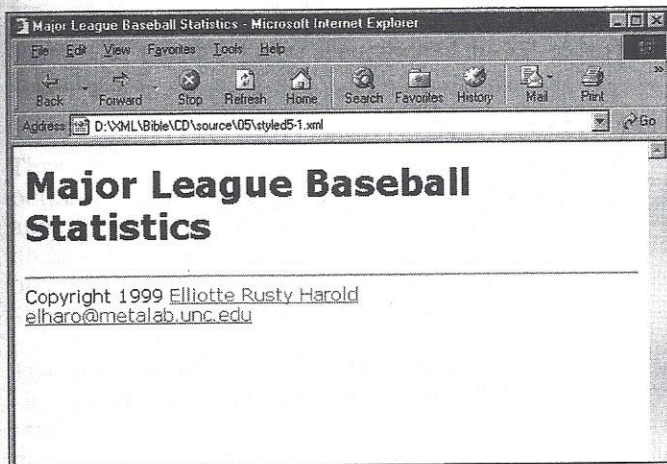 Major League Baseball Statistics - Microsoft Internet Explorer
File Edit View Favorites Tools Help
Back Forward Stop Refresh Home Search Favorites History Mail Print »
Address D:\XML\Bible\CD\source\05\styled5-1.xml Go
Major League Baseball
Statistics
Copyright 1999 Elliotte Rusty Harold
elharo@metalab.unc.edu